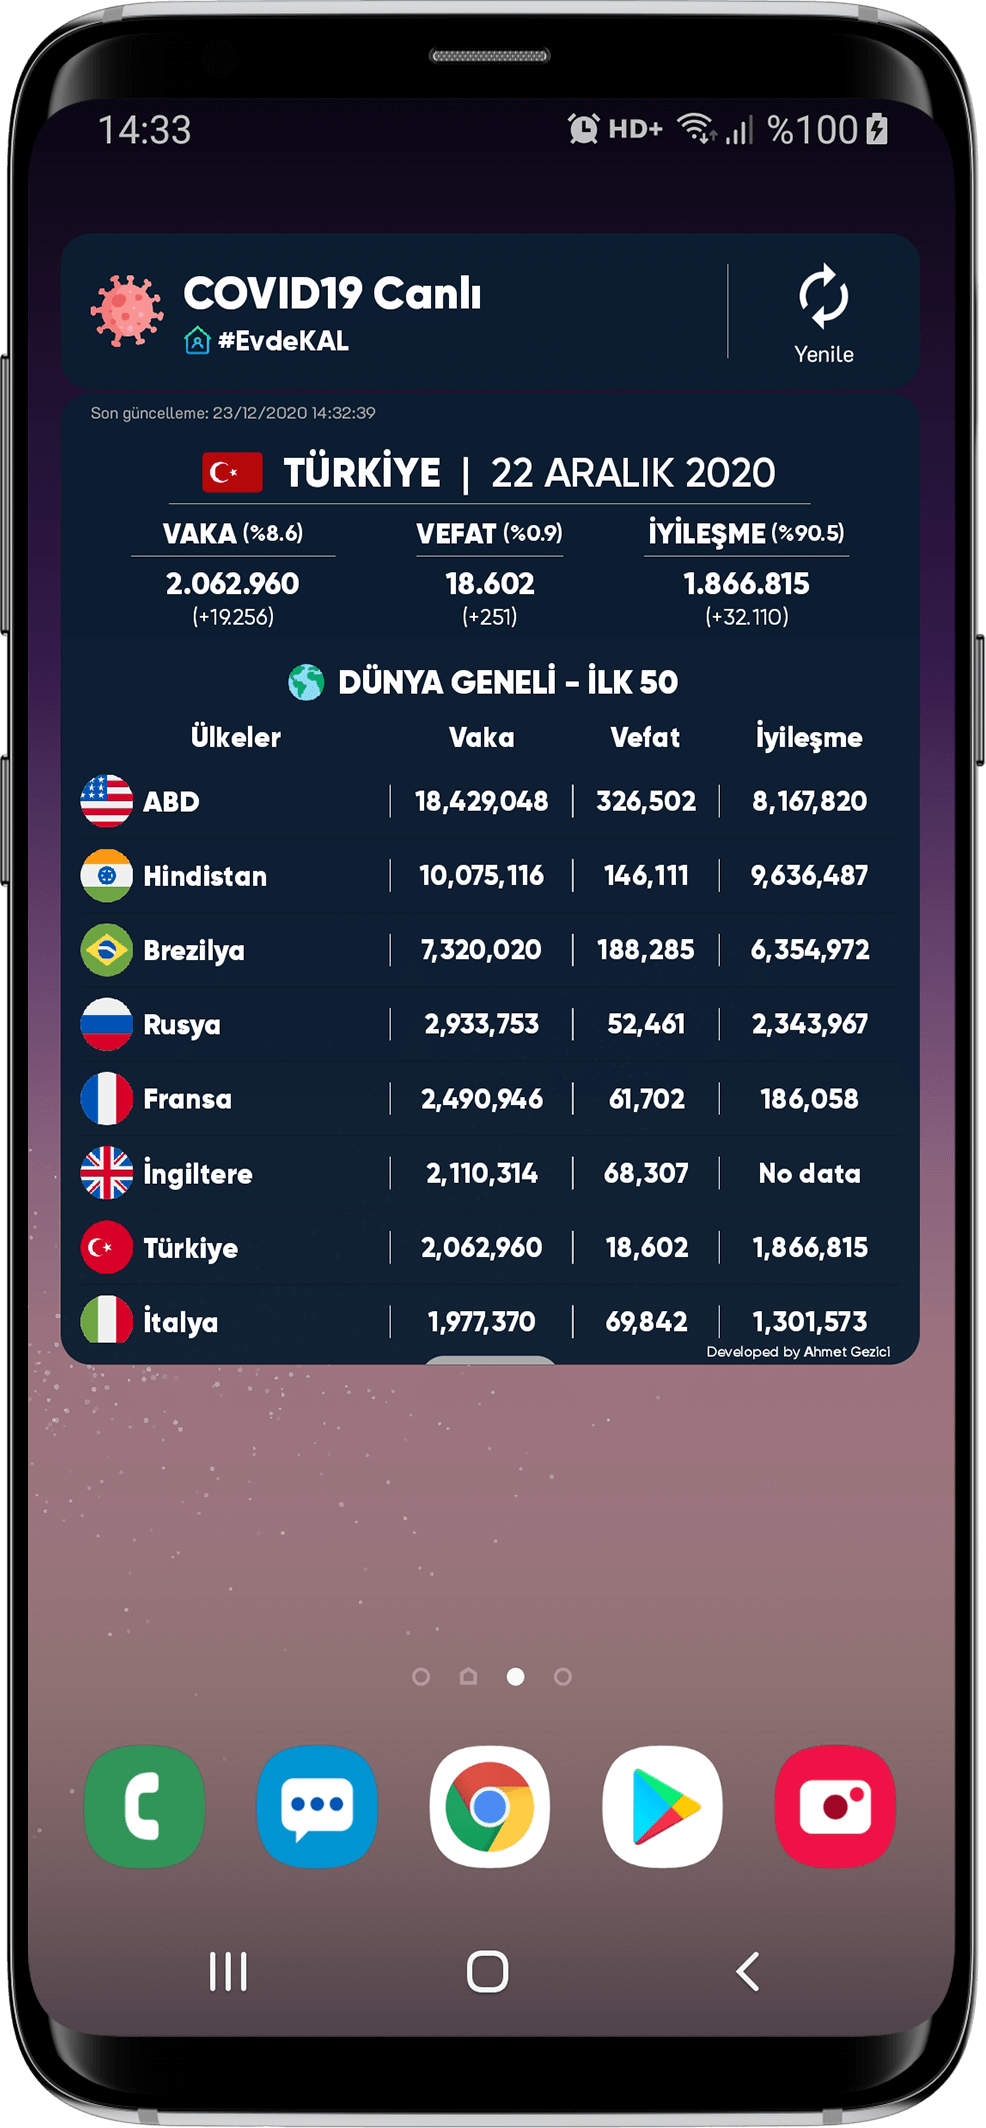 14:33 HD+ %100
COVID19 Canlı
#EvdeKAL
Yenile
Son güncelleme: 23/12/2020 14:32:39
TÜRKİYE | 22 ARALIK 2020
VAKA (%8.6) VEFAT (%0.9) İYİLEŞME (%90.5)
2.062.960 18.602 1.866.815
(+19.256) (+251) (+32.110)
DÜNYA GENELİ - İLK 50
Ülkeler Vaka Vefat İyileşme
ABD | 18,429,048 | 326,502 | 8,167,820
Hindistan | 10,075,116 | 146,111 | 9,636,487
Brezilya | 7,320,020 | 188,285 | 6,354,972
Rusya | 2,933,753 | 52,461 | 2,343,967
Fransa | 2,490,946 | 61,702 | 186,058
İngiltere | 2,110,314 | 68,307 | No data
Türkiye | 2,062,960 | 18,602 | 1,866,815
İtalya | 1,977,370 | 69,842 | 1,301,573
Developed by Ahmet Gezici